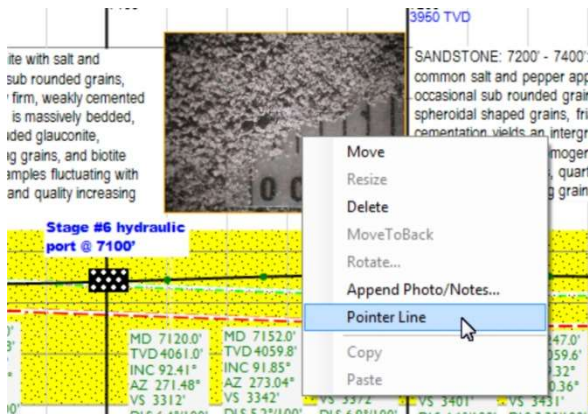 3960 TVD
ite with salt and
sub rounded grains,
firm, weakly cemented
is massively bedded,
ded glauconite,
g grains, and biotite
amples fluctuating with
and quality increasing
SANDSTONE: 7200' - 7400':
common salt and pepper app
occasional sub rounded grain
spheroidal shaped grains, fri
cementation yields an intergr
mogen
, quart
g grain
Move
Resize
Delete
MoveToBack
Rotate...
Append Photo/Notes...
Pointer Line
Copy
Paste
Stage #6 hydraulic
port @ 7100'
MD 7120.0'
TVD 4061.0'
INC 92.41°
AZ 271.48°
VS 3312'
MD 7152.0'
TVD 4059.8'
INC 91.85°
AZ 273.04°
VS 3342'
VS 3372'
VS 3401'
247.0'
059.6'
.32°
0.36°
VS 3431'